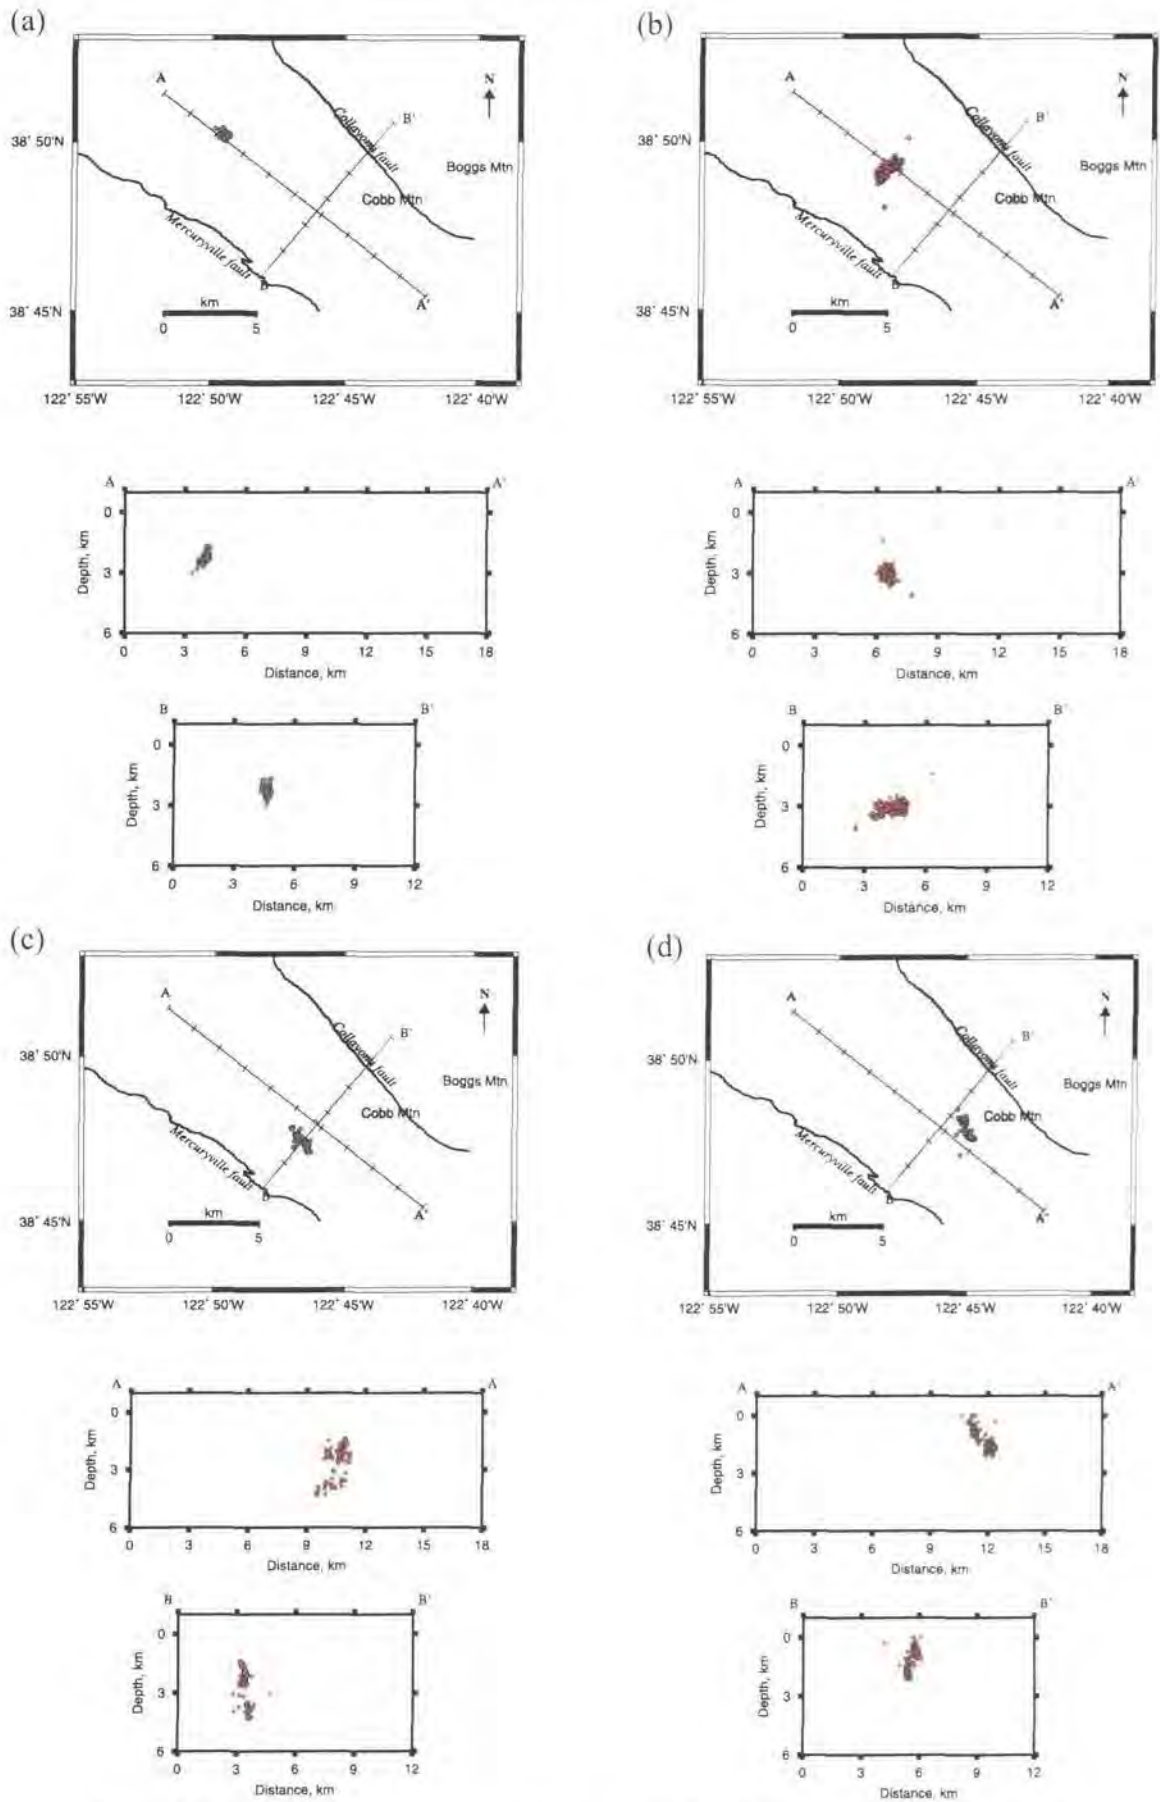 (a)
A
N
B'
Collayomi fault
38° 50'N
Boggs Mtn
Cobb Mtn
Mercuryville fault
B
km
A'
38° 45'N
0 5
122° 55'W 122° 50'W 122° 45'W 122° 40'W
A A'
0
3
6
Depth, km
0 3 6 9 12 15 18
Distance, km
B B'
0
3
6
Depth, km
0 3 6 9 12
Distance, km
(b)
A
N
B'
Collayomi fault
38° 50'N
Boggs Mtn
Cobb Mtn
Mercuryville fault
B
km
A'
38° 45'N
0 5
122° 55'W 122° 50'W 122° 45'W 122° 40'W
A A'
0
3
6
Depth, km
0 3 6 9 12 15 18
Distance, km
B B'
0
3
6
Depth, km
0 3 6 9 12
Distance, km
(c)
A
N
B'
Collayomi fault
38° 50'N
Boggs Mtn
Cobb Mtn
Mercuryville fault
B
km
A'
38° 45'N
0 5
122° 55'W 122° 50'W 122° 45'W 122° 40'W
A A
0
3
6
Depth, km
0 3 6 9 12 15 18
Distance, km
B B'
0
3
6
Depth, km
0 3 6 9 12
Distance, km
(d)
A
N
B'
Collayomi fault
38° 50'N
Boggs Mtn
Cobb Mtn
Mercuryville fault
B
km
A'
38° 45'N
0 5
122° 55'W 122° 50'W 122° 45'W 122° 40'W
A A'
0
3
6
Depth, km
0 3 6 9 12 15 18
Distance, km
B B'
0
3
6
Depth, km
0 3 6 9 12
Distance, km